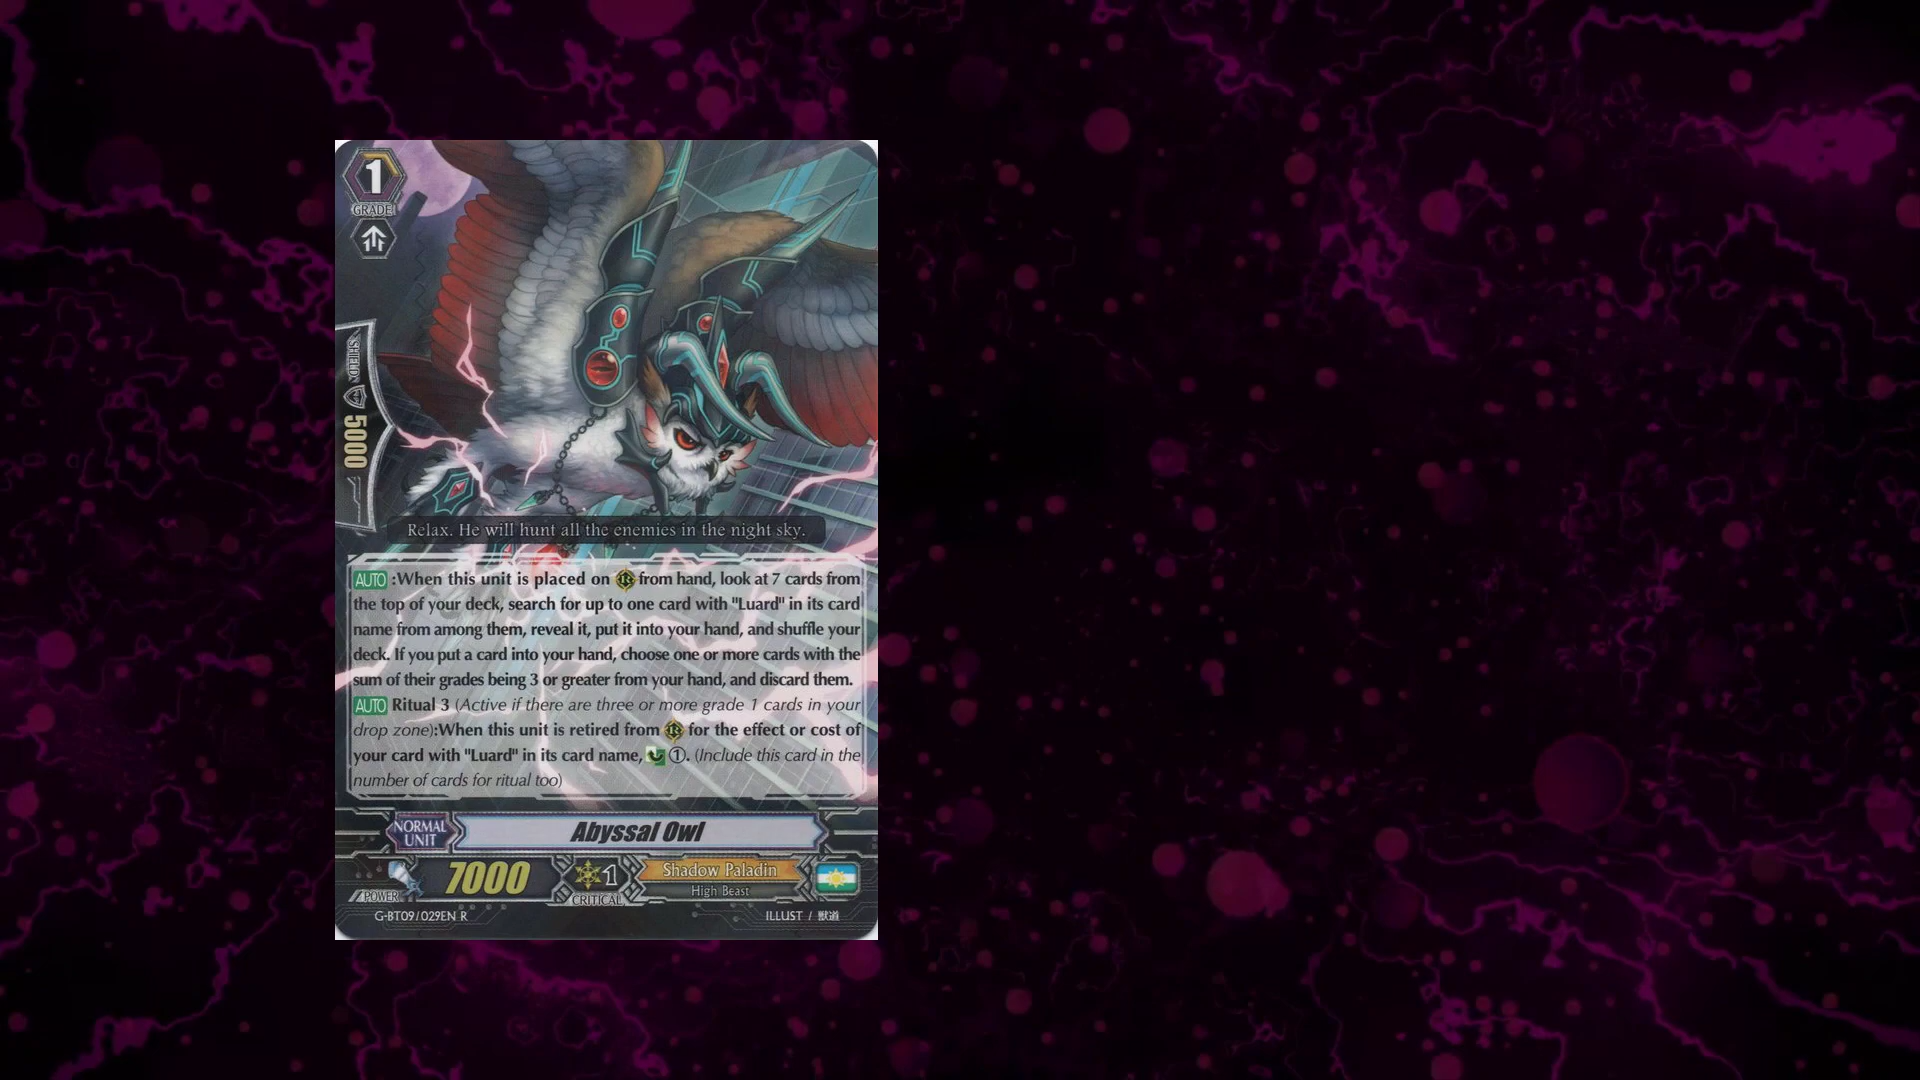 1
GRADE
SHIELD
5000
Relax. He will hunt all the enemies in the night sky.
AUTO :When this unit is placed on R from hand, look at 7 cards from
the top of your deck, search for up to one card with "Luard" in its card
name from among them, reveal it, put it into your hand, and shuffle your
deck. If you put a card into your hand, choose one or more cards with the
sum of their grades being 3 or greater from your hand, and discard them.
AUTO Ritual 3 (Active if there are three or more grade 1 cards in your
drop zone):When this unit is retired from R for the effect or cost of
your card with "Luard" in its card name, ①. (Include this card in the
number of cards for ritual too)
NORMAL
UNIT
Abyssal Owl
POWER 7000
1
CRITICAL
Shadow Paladin
High Beast
G-BT09/029EN R
ILLUST / 獣道